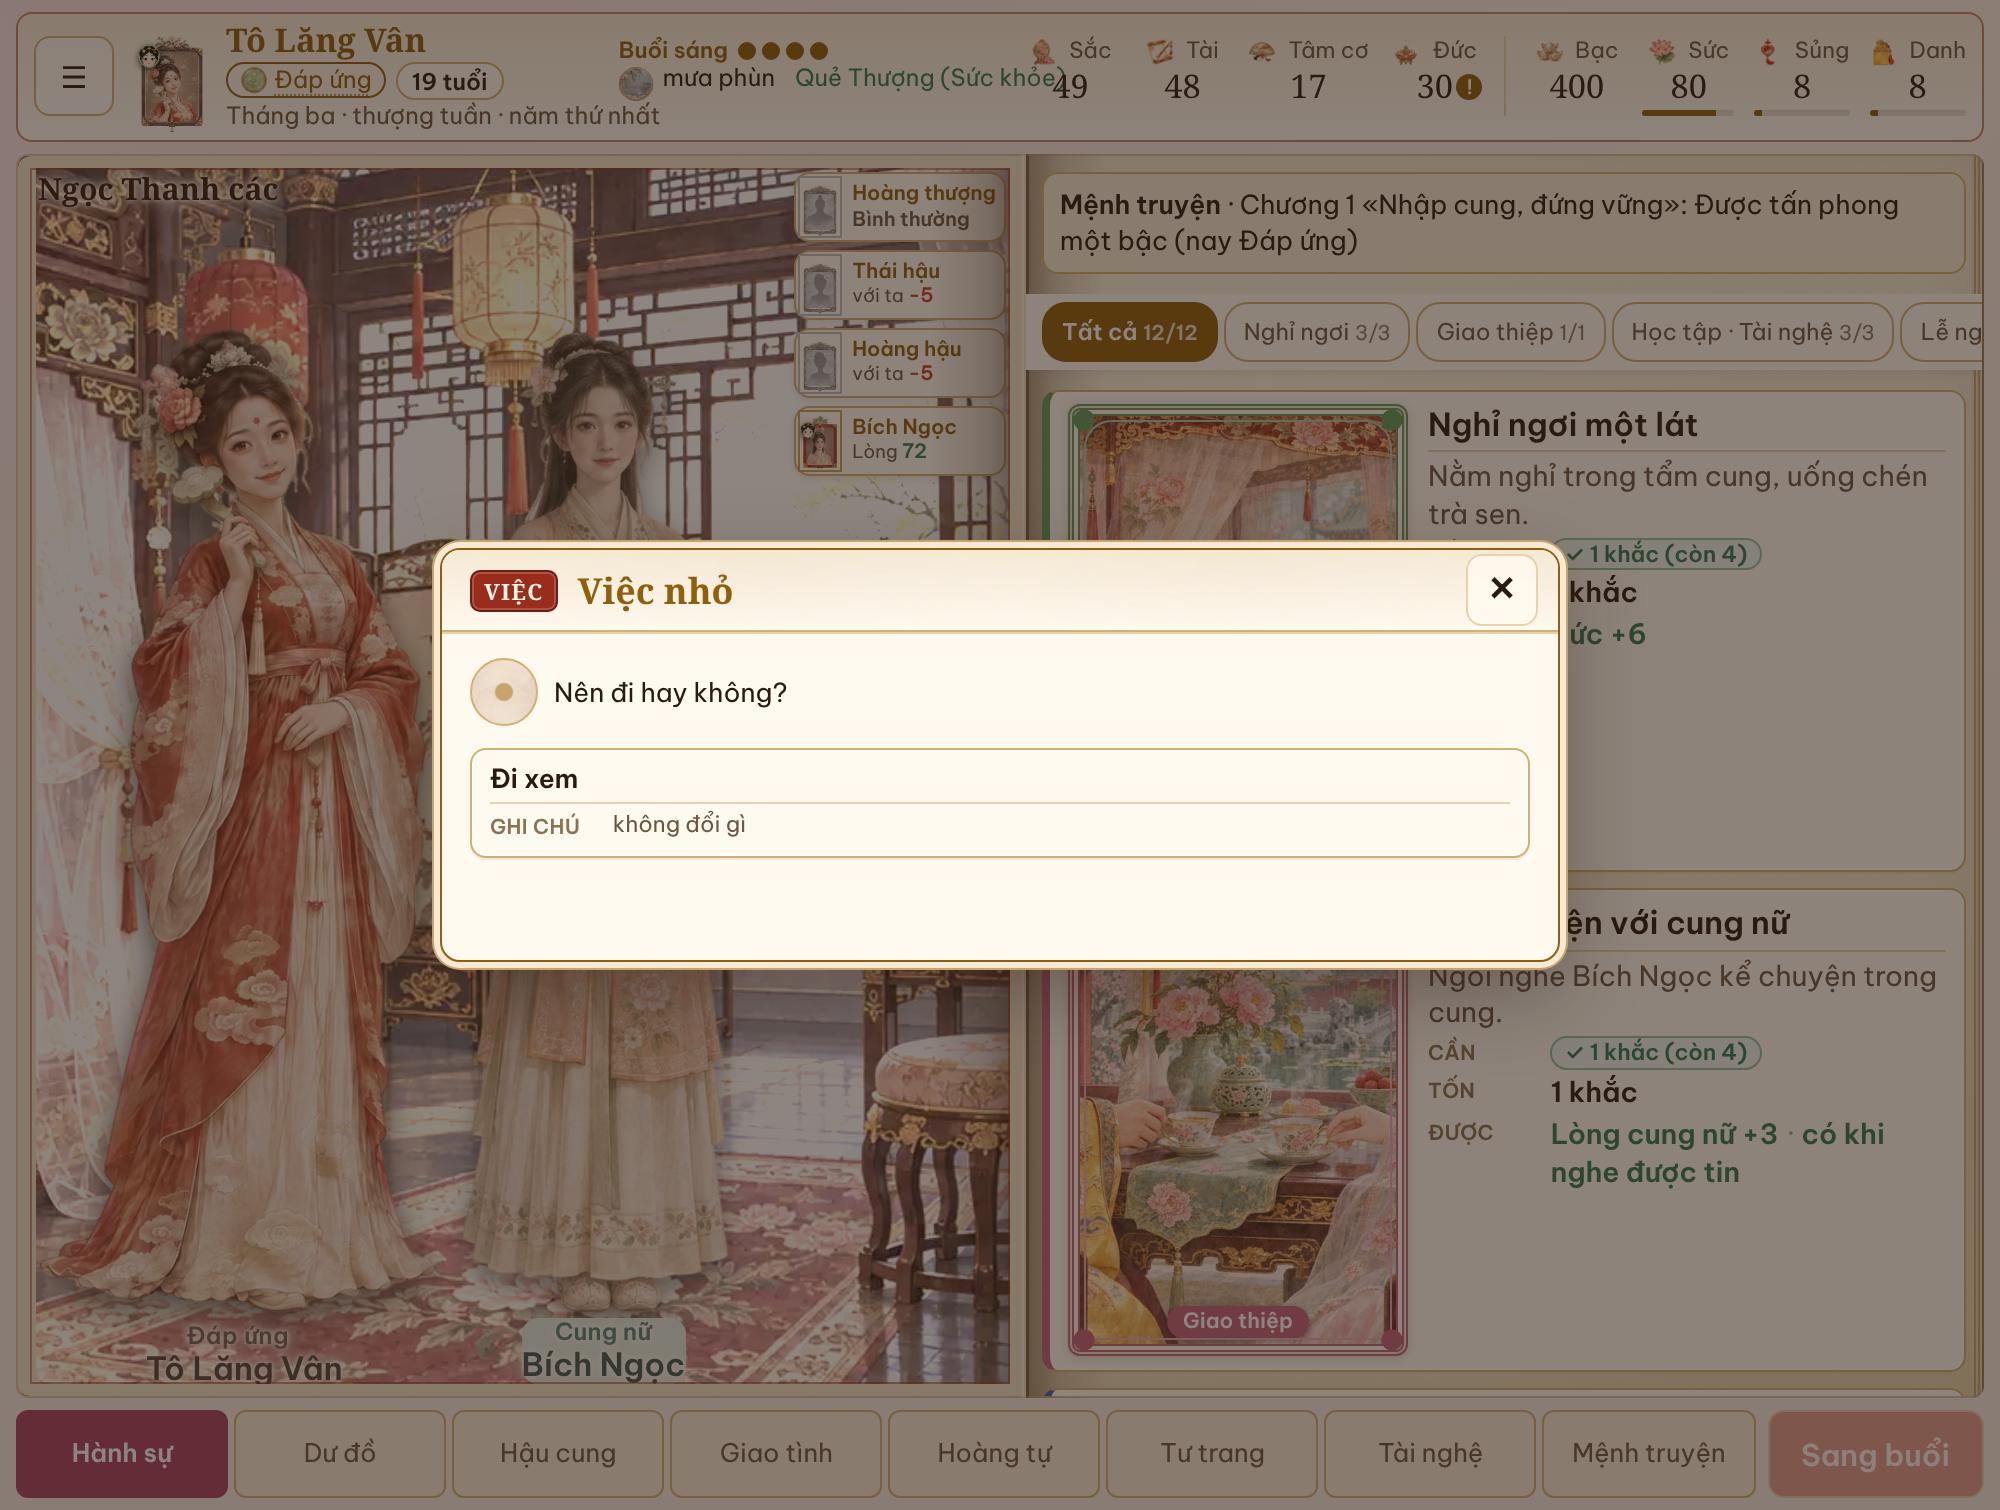 Tô Lăng Vân
Đáp ứng
19 tuổi
Tháng ba · thượng tuần · năm thứ nhất
Buổi sáng
mưa phùn
Quẻ Thượng (Sức khỏe)
Sắc
49
Tài
48
Tâm cơ
17
Đức
30
Bạc
400
Sức
80
Sủng
8
Danh
8
Ngọc Thanh các
Hoàng thượng
Bình thường
Thái hậu
với ta -5
Hoàng hậu
với ta -5
Bích Ngọc
Lòng 72
Đáp ứng
Tô Lăng Vân
Cung nữ
Bích Ngọc
Mệnh truyện · Chương 1 «Nhập cung, đứng vững»: Được tấn phong
một bậc (nay Đáp ứng)
Tất cả 12/12
Nghỉ ngơi 3/3
Giao thiệp 1/1
Học tập · Tài nghệ 3/3
Lễ ng
Nghỉ ngơi một lát
Nằm nghỉ trong tẩm cung, uống chén
trà sen.
✓ 1 khắc (còn 4)
khắc
ức +6
VIỆC
Việc nhỏ
✕
Nên đi hay không?
Đi xem
GHI CHÚ không đổi gì
ện với cung nữ
Ngồi nghe Bích Ngọc kể chuyện trong
cung.
CẦN ✓ 1 khắc (còn 4)
TỐN 1 khắc
ĐƯỢC Lòng cung nữ +3 · có khi
nghe được tin
Giao thiệp
Hành sự
Dư đồ
Hậu cung
Giao tình
Hoàng tự
Tư trang
Tài nghệ
Mệnh truyện
Sang buổi